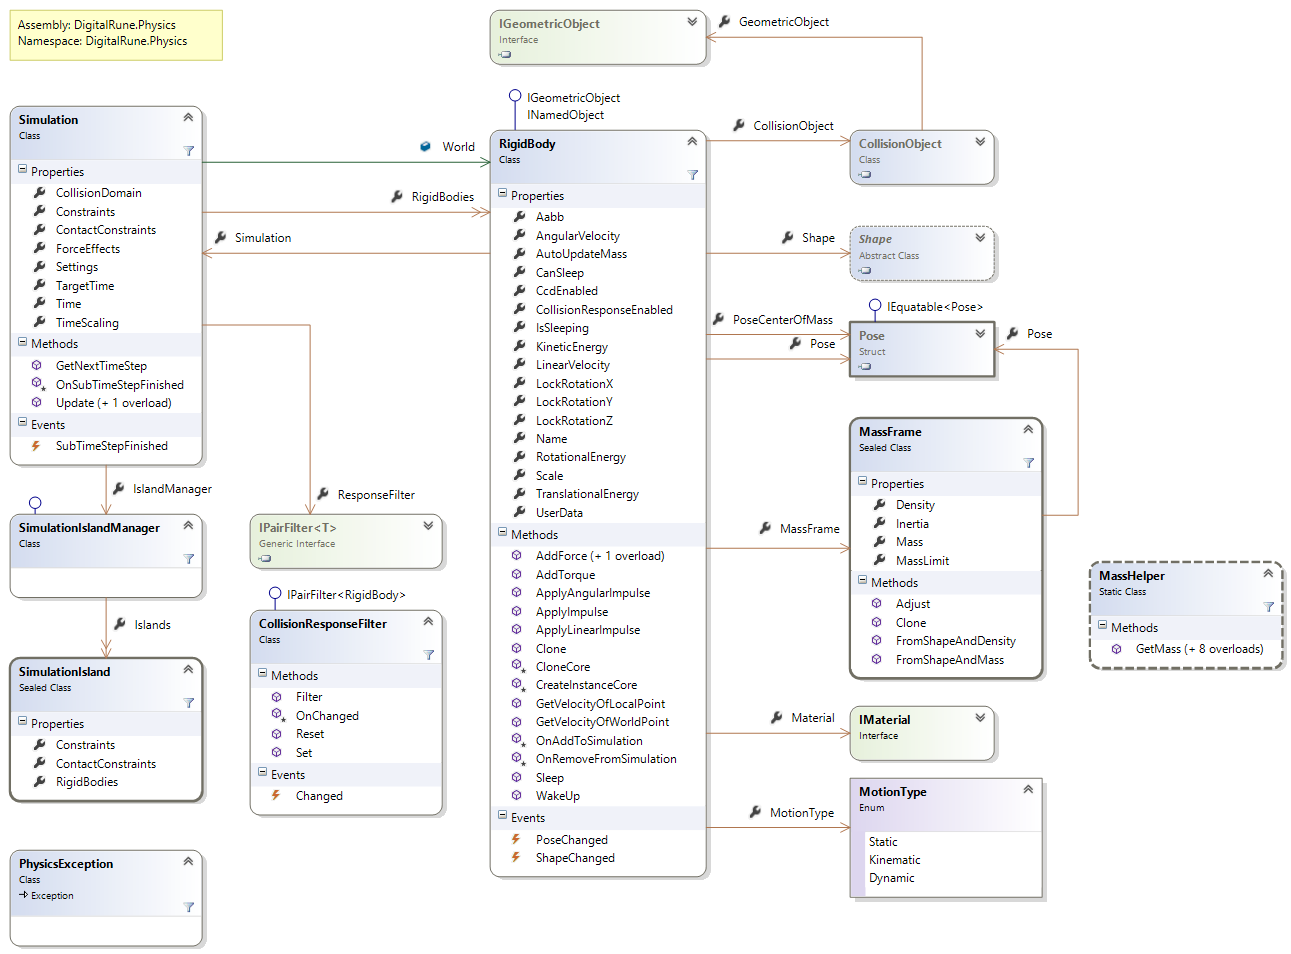 Assembly: DigitalRune.Physics
Namespace: DigitalRune.Physics
IGeometricObject
Interface
GeometricObject
IGeometricObject
INamedObject
Simulation
Class
Properties
CollisionDomain
Constraints
ContactConstraints
ForceEffects
Settings
TargetTime
Time
TimeScaling
Methods
GetNextTimeStep
OnSubTimeStepFinished
Update (+ 1 overload)
Events
SubTimeStepFinished
World
RigidBodies
Simulation
IslandManager
ResponseFilter
SimulationIslandManager
Class
Islands
SimulationIsland
Sealed Class
Properties
Constraints
ContactConstraints
RigidBodies
PhysicsException
Class
Exception
IPairFilter<T>
Generic Interface
IPairFilter<RigidBody>
CollisionResponseFilter
Class
Methods
Filter
OnChanged
Reset
Set
Events
Changed
RigidBody
Class
Properties
Aabb
AngularVelocity
AutoUpdateMass
CanSleep
CcdEnabled
CollisionResponseEnabled
IsSleeping
KineticEnergy
LinearVelocity
LockRotationX
LockRotationY
LockRotationZ
Name
RotationalEnergy
Scale
TranslationalEnergy
UserData
Methods
AddForce (+ 1 overload)
AddTorque
ApplyAngularImpulse
ApplyImpulse
ApplyLinearImpulse
Clone
CloneCore
CreateInstanceCore
GetVelocityOfLocalPoint
GetVelocityOfWorldPoint
OnAddToSimulation
OnRemoveFromSimulation
Sleep
WakeUp
Events
PoseChanged
ShapeChanged
CollisionObject
CollisionObject
Class
Shape
Shape
Abstract Class
PoseCenterOfMass
Pose
IEquatable<Pose>
Pose
Struct
Pose
MassFrame
MassFrame
Sealed Class
Properties
Density
Inertia
Mass
MassLimit
Methods
Adjust
Clone
FromShapeAndDensity
FromShapeAndMass
MassHelper
Static Class
Methods
GetMass (+ 8 overloads)
Material
IMaterial
Interface
MotionType
MotionType
Enum
Static
Kinematic
Dynamic